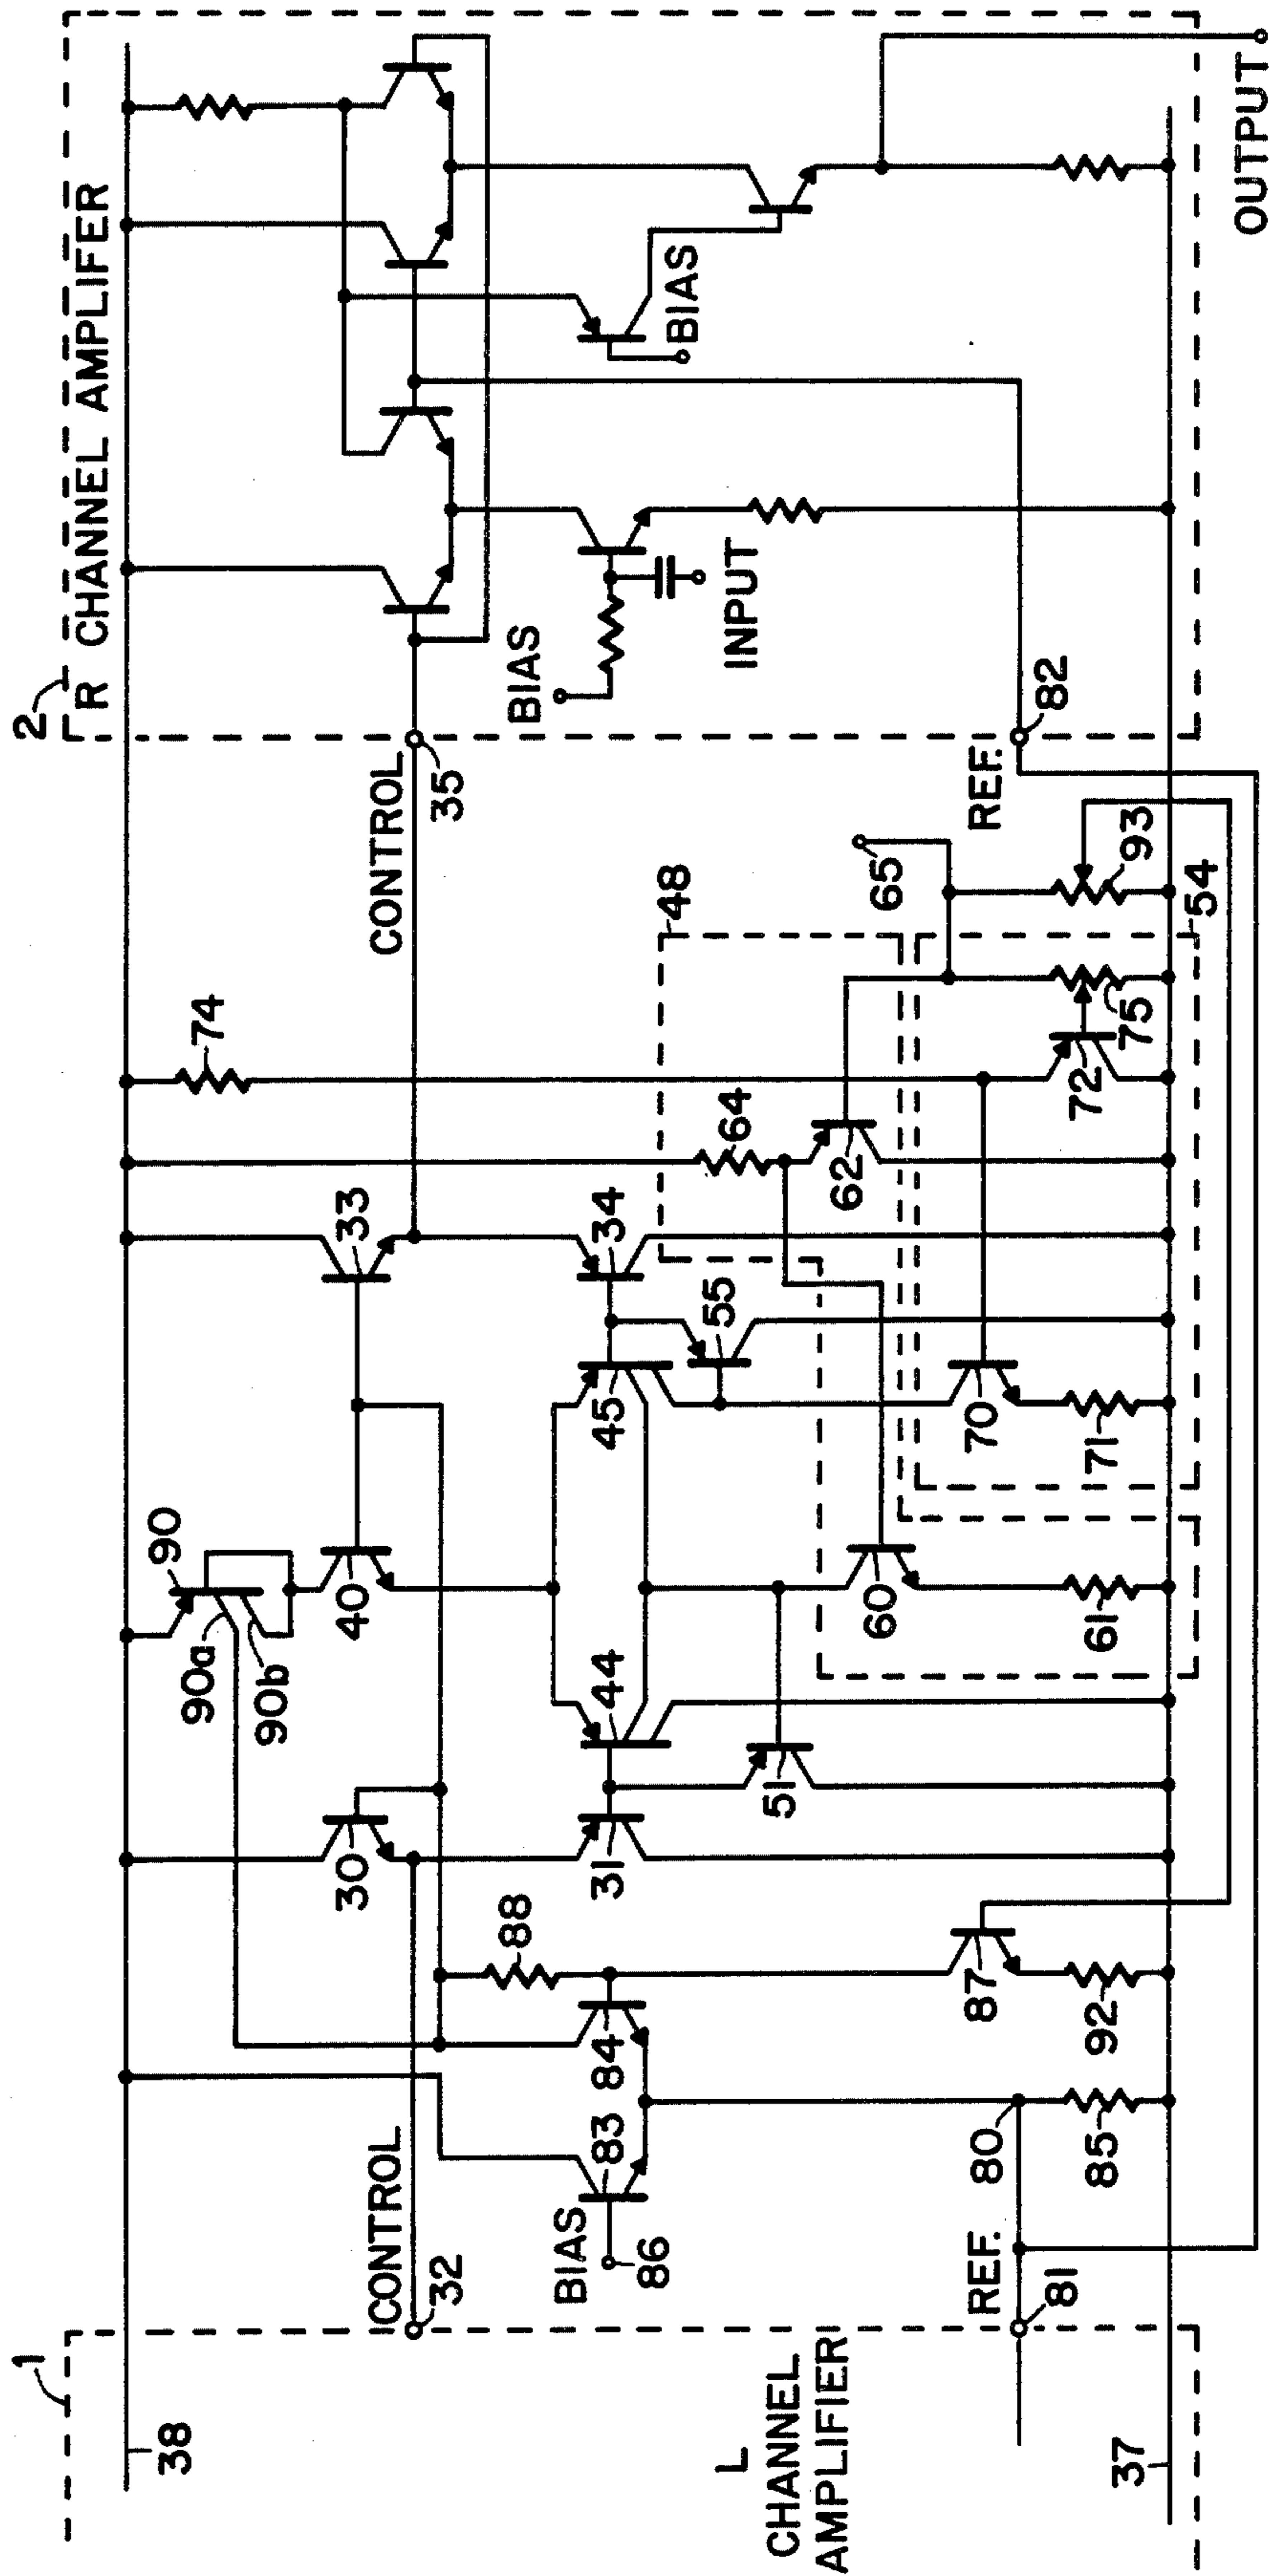 1
38
L
CHANNEL
AMPLIFIER
37
CONTROL
32
REF.
81
BIAS
86
83
84
80
85
88
87
92
30
31
90
90a
90b
40
44
51
60
61
33
34
45
55
70
71
74
64
62
72
75
48
54
65
93
CONTROL
35
REF.
82
2
R CHANNEL AMPLIFER
BIAS
INPUT
BIAS
OUTPUT